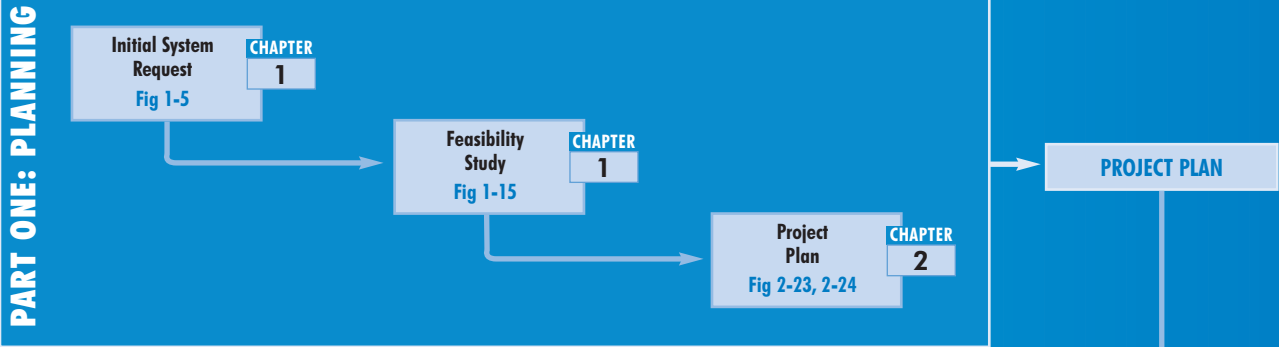 PART ONE: PLANNING
Initial System
Request
Fig 1-5
CHAPTER
1
Feasibility
Study
Fig 1-15
CHAPTER
1
Project
Plan
Fig 2-23, 2-24
CHAPTER
2
PROJECT PLAN